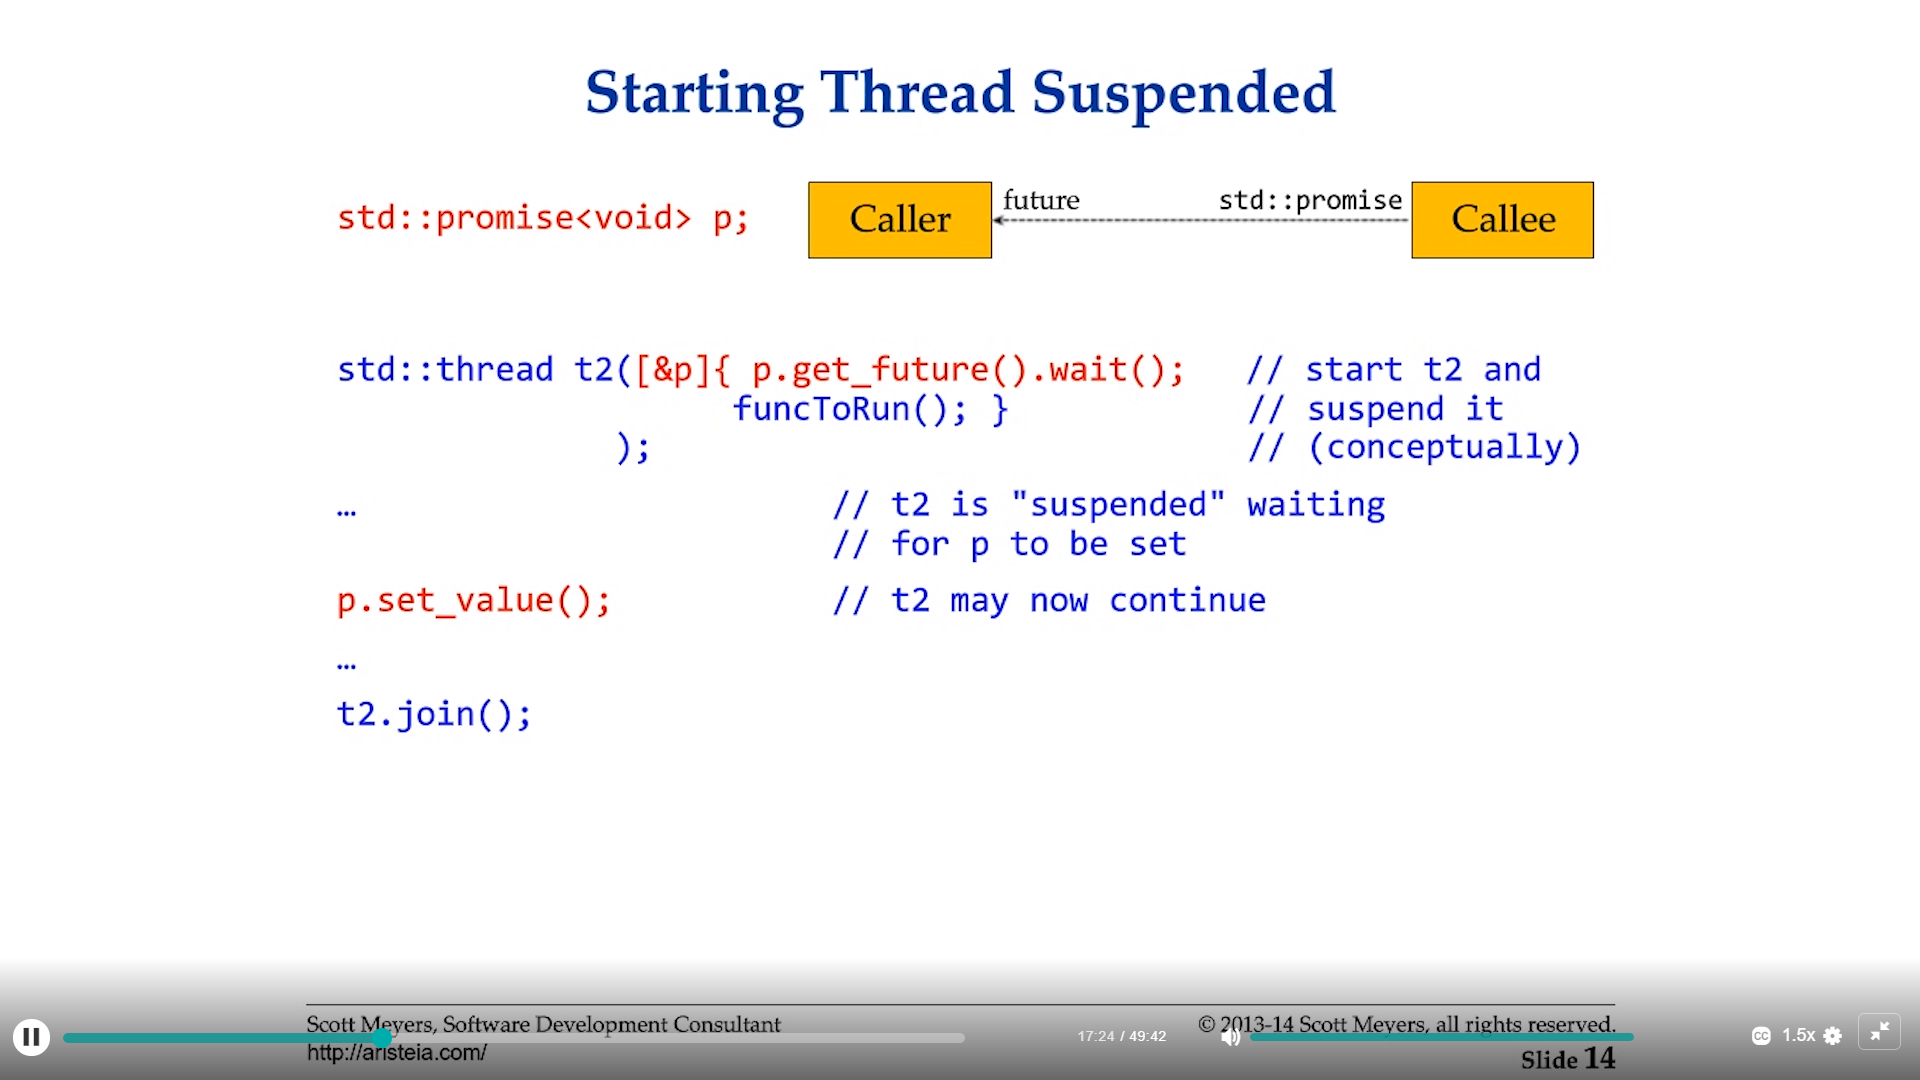 Starting Thread Suspended
std::promise<void> p;
Caller
future
std::promise
Callee
std::thread t2([&p]{ p.get_future().wait(); // start t2 and
funcToRun(); } // suspend it
); // (conceptually)
… // t2 is "suspended" waiting
// for p to be set
p.set_value(); // t2 may now continue
…
t2.join();
Scott Meyers, Software Development Consultant
http://aristeia.com/
© 2013-14 Scott Meyers, all rights reserved.
Slide 14
17:24 / 49:42
CC
1.5x